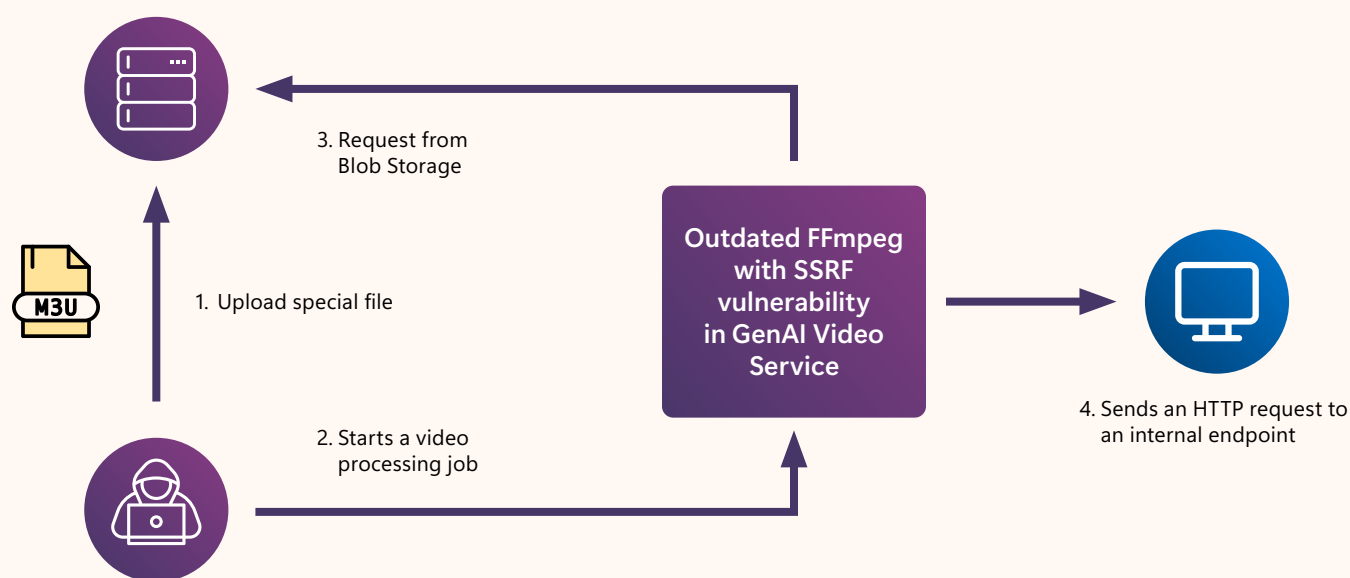 3. Request from
Blob Storage
M3U
1. Upload special file
Outdated FFmpeg
with SSRF
vulnerability
in GenAI Video
Service
4. Sends an HTTP request to
an internal endpoint
2. Starts a video
processing job